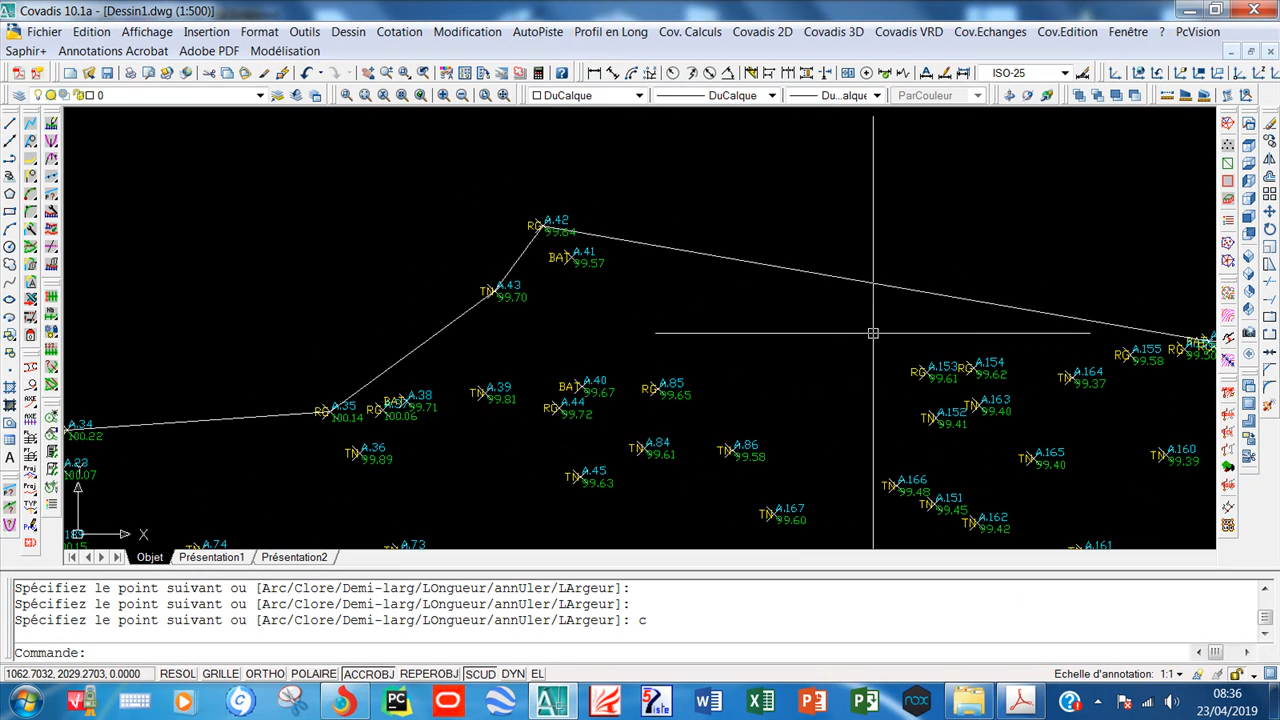 Covadis 10.1a - [Dessin1.dwg (1:500)]
Fichier Edition Affichage Insertion Format Outils Dessin Cotation Modification AutoPiste Profil en Long Cov. Calculs Covadis 2D Covadis 3D Covadis VRD Cov.Echanges Cov.Edition Fenêtre ? PcVision
Saphir+ Annotations Acrobat Adobe PDF Modélisation
ISO-25
0 DuCalque DuCalque Du...alque ParCouleur
A.42
RG 99.64
A.41
BAT 99.57
A.43
TN 99.70
A.155
RG 99.58
A.153
RG 99.61
A.154
RG 99.62
A.164
TN 99.37
A.34
100.22
A.35
RG 100.14
A.38
BAT 99.71
RG 100.06
A.39
TN 99.81
A.40
BAT 99.67
A.44
TN 99.72
A.85
RG 99.65
A.163
TN 99.40
A.152
TN 99.41
A.36
TN 99.89
A.84
TN 99.61
A.86
TN 99.58
A.165
TN 99.40
A.160
TN 99.39
A.23
100.07
A.45
TN 99.63
A.166
TN 99.48
A.151
TN 99.45
A.167
TN 99.60
A.162
TN 99.42
X
A.74
A.73
A.161
Objet Présentation1 Présentation2
Spécifiez le point suivant ou [Arc/Clore/Demi-larg/LOngueur/annUler/LArgeur]:
Spécifiez le point suivant ou [Arc/Clore/Demi-larg/LOngueur/annUler/LArgeur]:
Spécifiez le point suivant ou [Arc/Clore/Demi-larg/LOngueur/annUler/LArgeur]: c
Commande:
1062.7032, 2029.2703, 0.0000 RESOL GRILLE ORTHO POLAIRE ACCROBJ REPEROBJ SCUD DYN EL Echelle d'annotation: 1:1
08:36
23/04/2019